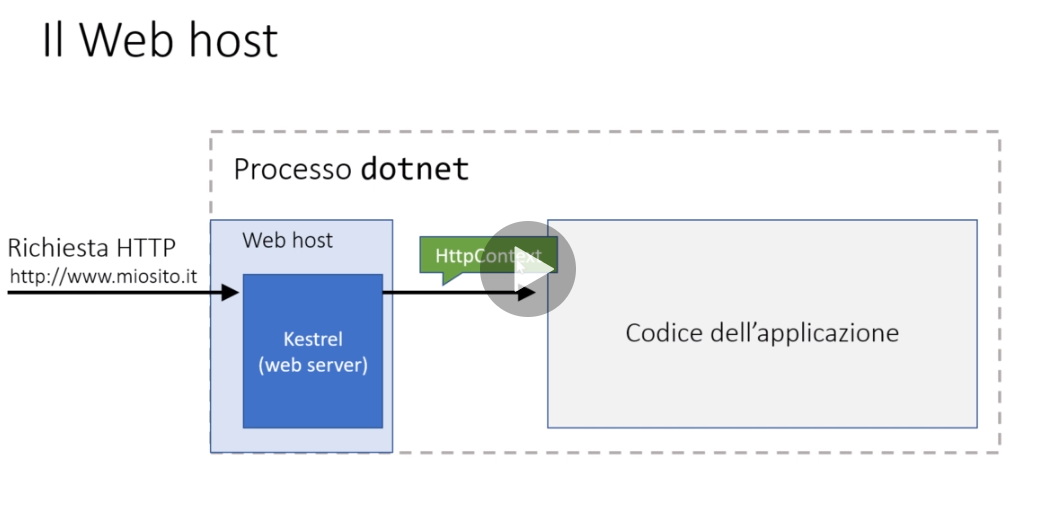 Il Web host
Processo dotnet
Richiesta HTTP
http://www.miosito.it
Web host
HttpContext
Kestrel
(web server)
Codice dell'applicazione